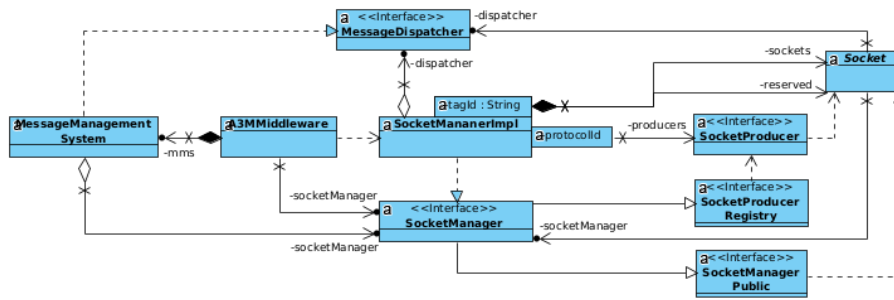 a <<Interface>>
MessageDispatcher
-dispatcher
-dispatcher
a Socket
-sockets
-reserved
a tagId : String
a MessageManagement
System
-mms
a A3MMiddleware
a SocketMananerImpl
a protocolId
-producers
a <<Interface>>
SocketProducer
a <<Interface>>
SocketProducer
Registry
-socketManager
a <<Interface>>
SocketManager
-socketManager
-socketManager
a <<Interface>>
SocketManager
Public